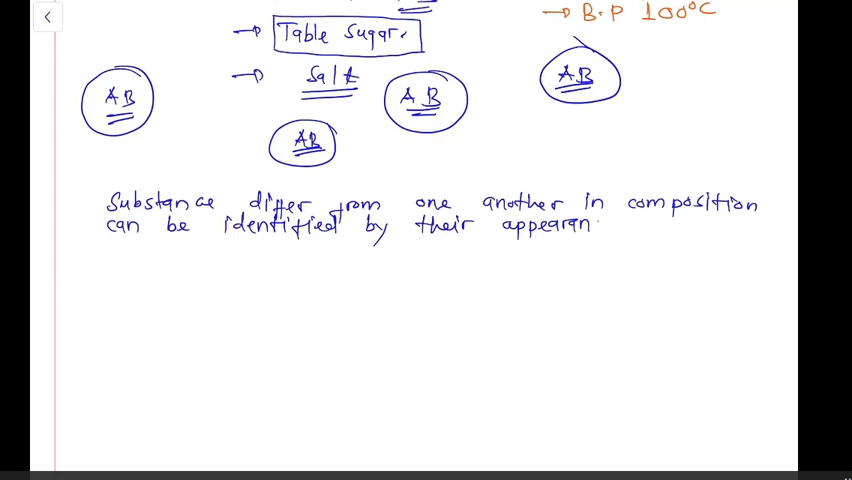 → B.P 100°C
→ Table Sugar.
→ Salt
AB
AB
AB
AB
Substance differ from one another in composition
can be identified by their appearan